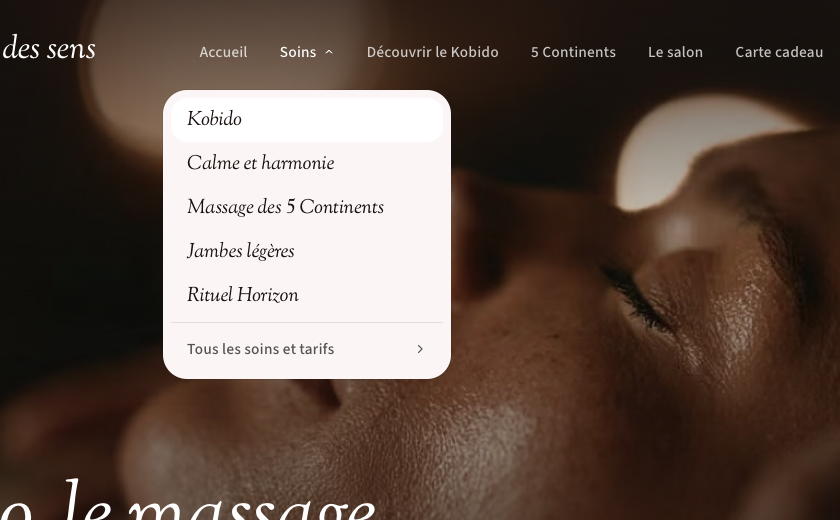 des sens
Accueil Soins Découvrir le Kobido 5 Continents Le salon Carte cadeau
Kobido
Calme et harmonie
Massage des 5 Continents
Jambes légères
Rituel Horizon
Tous les soins et tarifs
o, le massage